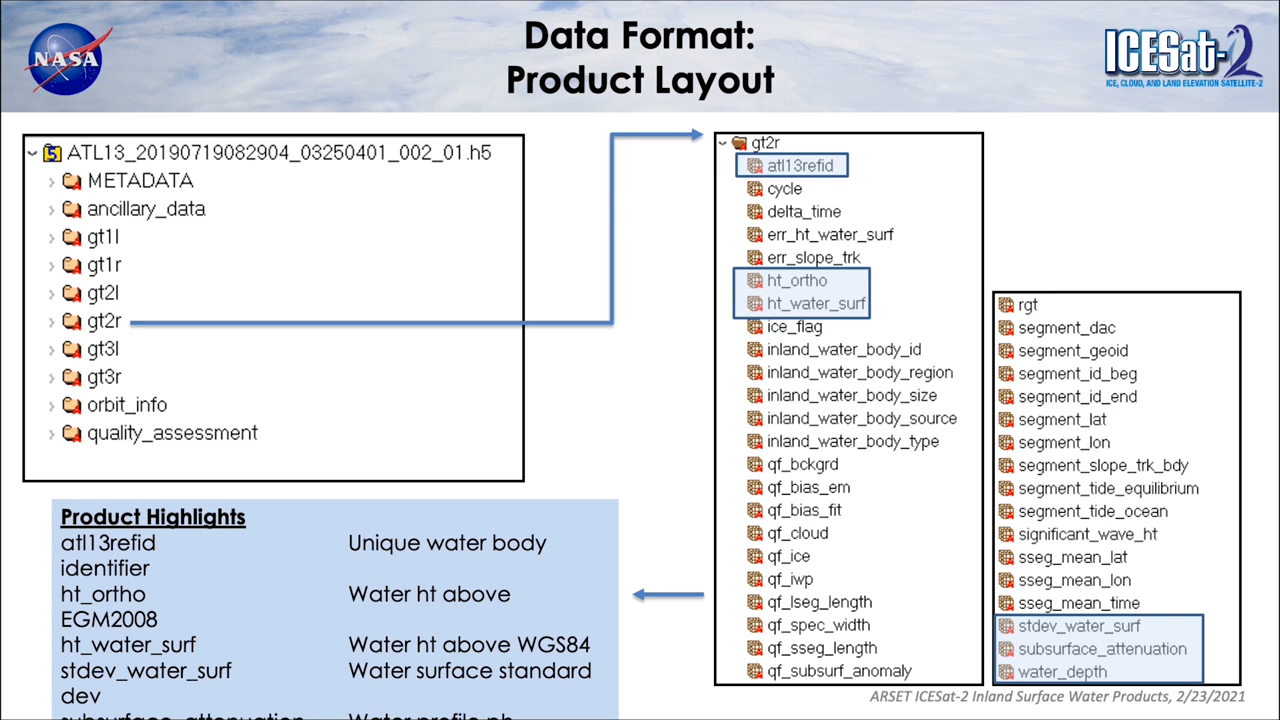 NASA
Data Format:
Product Layout
ICESat-2
ICE, CLOUD, AND LAND ELEVATION SATELLITE-2
ATL13_20190719082904_03250401_002_01.h5
METADATA
ancillary_data
gt1l
gt1r
gt2l
gt2r
gt3l
gt3r
orbit_info
quality_assessment
gt2r
atl13refid
cycle
delta_time
err_ht_water_surf
err_slope_trk
ht_ortho
ht_water_surf
ice_flag
inland_water_body_id
inland_water_body_region
inland_water_body_size
inland_water_body_source
inland_water_body_type
qf_bckgrd
qf_bias_em
qf_bias_fit
qf_cloud
qf_ice
qf_iwp
qf_lseg_length
qf_spec_width
qf_sseg_length
qf_subsurf_anomaly
rgt
segment_dac
segment_geoid
segment_id_beg
segment_id_end
segment_lat
segment_lon
segment_slope_trk_bdy
segment_tide_equilibrium
segment_tide_ocean
significant_wave_ht
sseg_mean_lat
sseg_mean_lon
sseg_mean_time
stdev_water_surf
subsurface_attenuation
water_depth
Product Highlights
atl13refid Unique water body
identifier
ht_ortho Water ht above
EGM2008
ht_water_surf Water ht above WGS84
stdev_water_surf Water surface standard
dev
subsurface_attenuation Water profile ph
ARSET ICESat-2 Inland Surface Water Products, 2/23/2021